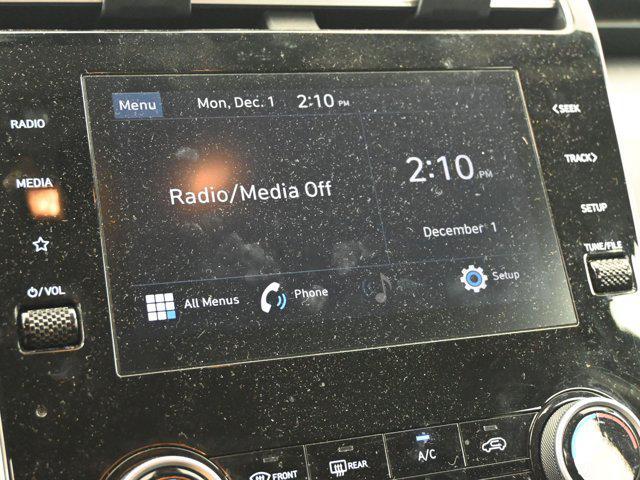 Menu Mon, Dec. 1 2:10 PM
Radio/Media Off
2:10 PM
December 1
All Menus Phone Setup
RADIO
MEDIA
⏻/VOL
<SEEK
TRACK>
SETUP
TUNE/FILE
FRONT
REAR
A/C